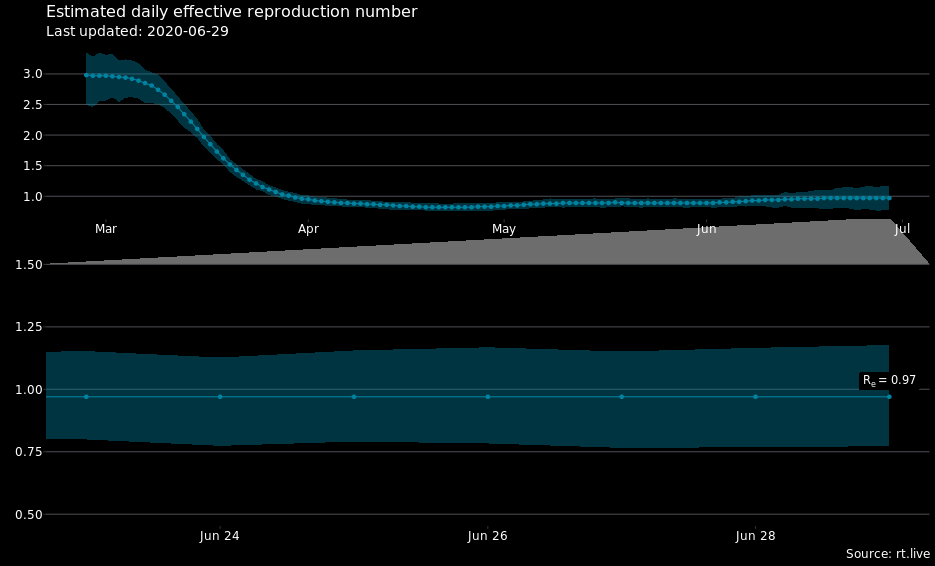 Estimated daily effective reproduction number
Last updated: 2020-06-29
3.0
2.5
2.0
1.5
1.0
Mar Apr May Jun Jul
1.50
1.25
1.00
0.75
0.50
Re = 0.97
Jun 24 Jun 26 Jun 28
Source: rt.live